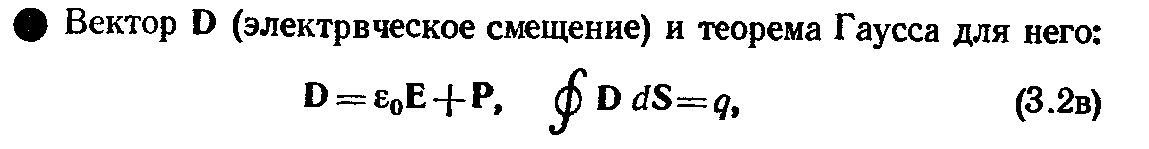 ● Вектор D (электрвческое смещение) и теорема Гаусса для него:
D = ε₀E + P, ∮ D dS = q, (3.2в)